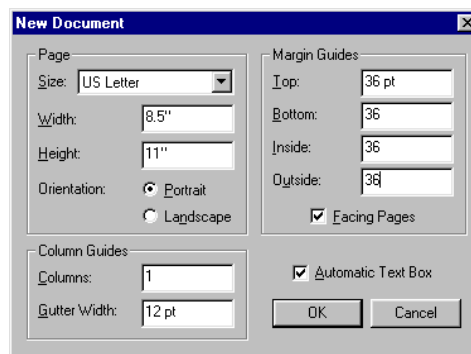 New Document
Page
Size: US Letter
Width: 8.5"
Height: 11"
Orientation: Portrait
Landscape
Column Guides
Columns: 1
Gutter Width: 12 pt
Margin Guides
Top: 36 pt
Bottom: 36
Inside: 36
Outside: 36
Facing Pages
Automatic Text Box
OK Cancel